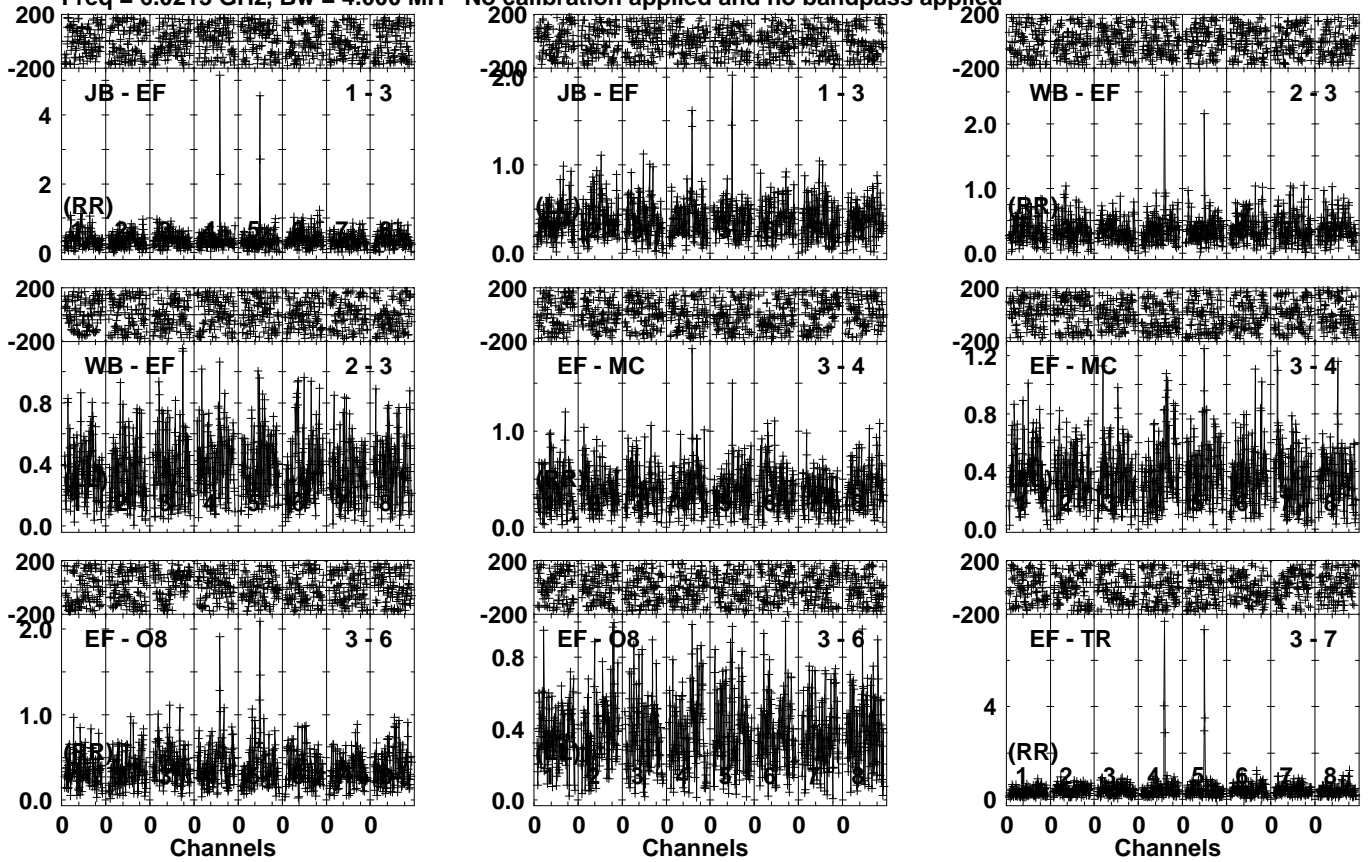 No calibration applied and no bandpass applied
200 200 200
-200 -200 -200
JB - EF 1 - 3 JB - EF 1 - 3 WB - EF 2 - 3
4 2.0 2.0
2 1.0 1.0
(RR) (RR)
1 2 3 4 5 6 7 8
0 0.0 0.0
200 200 200
-200 -200 -200
WB - EF 2 - 3 EF - MC 3 - 4 EF - MC 3 - 4
0.8 1.0 1.2
0.4 0.8
0.4
0.0 0.0 0.0
200 200 200
-200 -200 -200
EF - O8 3 - 6 EF - O8 3 - 6 EF - TR 3 - 7
2.0 0.8 4
1.0 0.4
(RR) (RR)
1 2 3 4 5 6 7 8
0.0 0.0 0
0 0 0 0 0 0 0 0 0 0 0 0 0 0 0 0 0 0 0 0 0 0 0 0
Channels Channels Channels